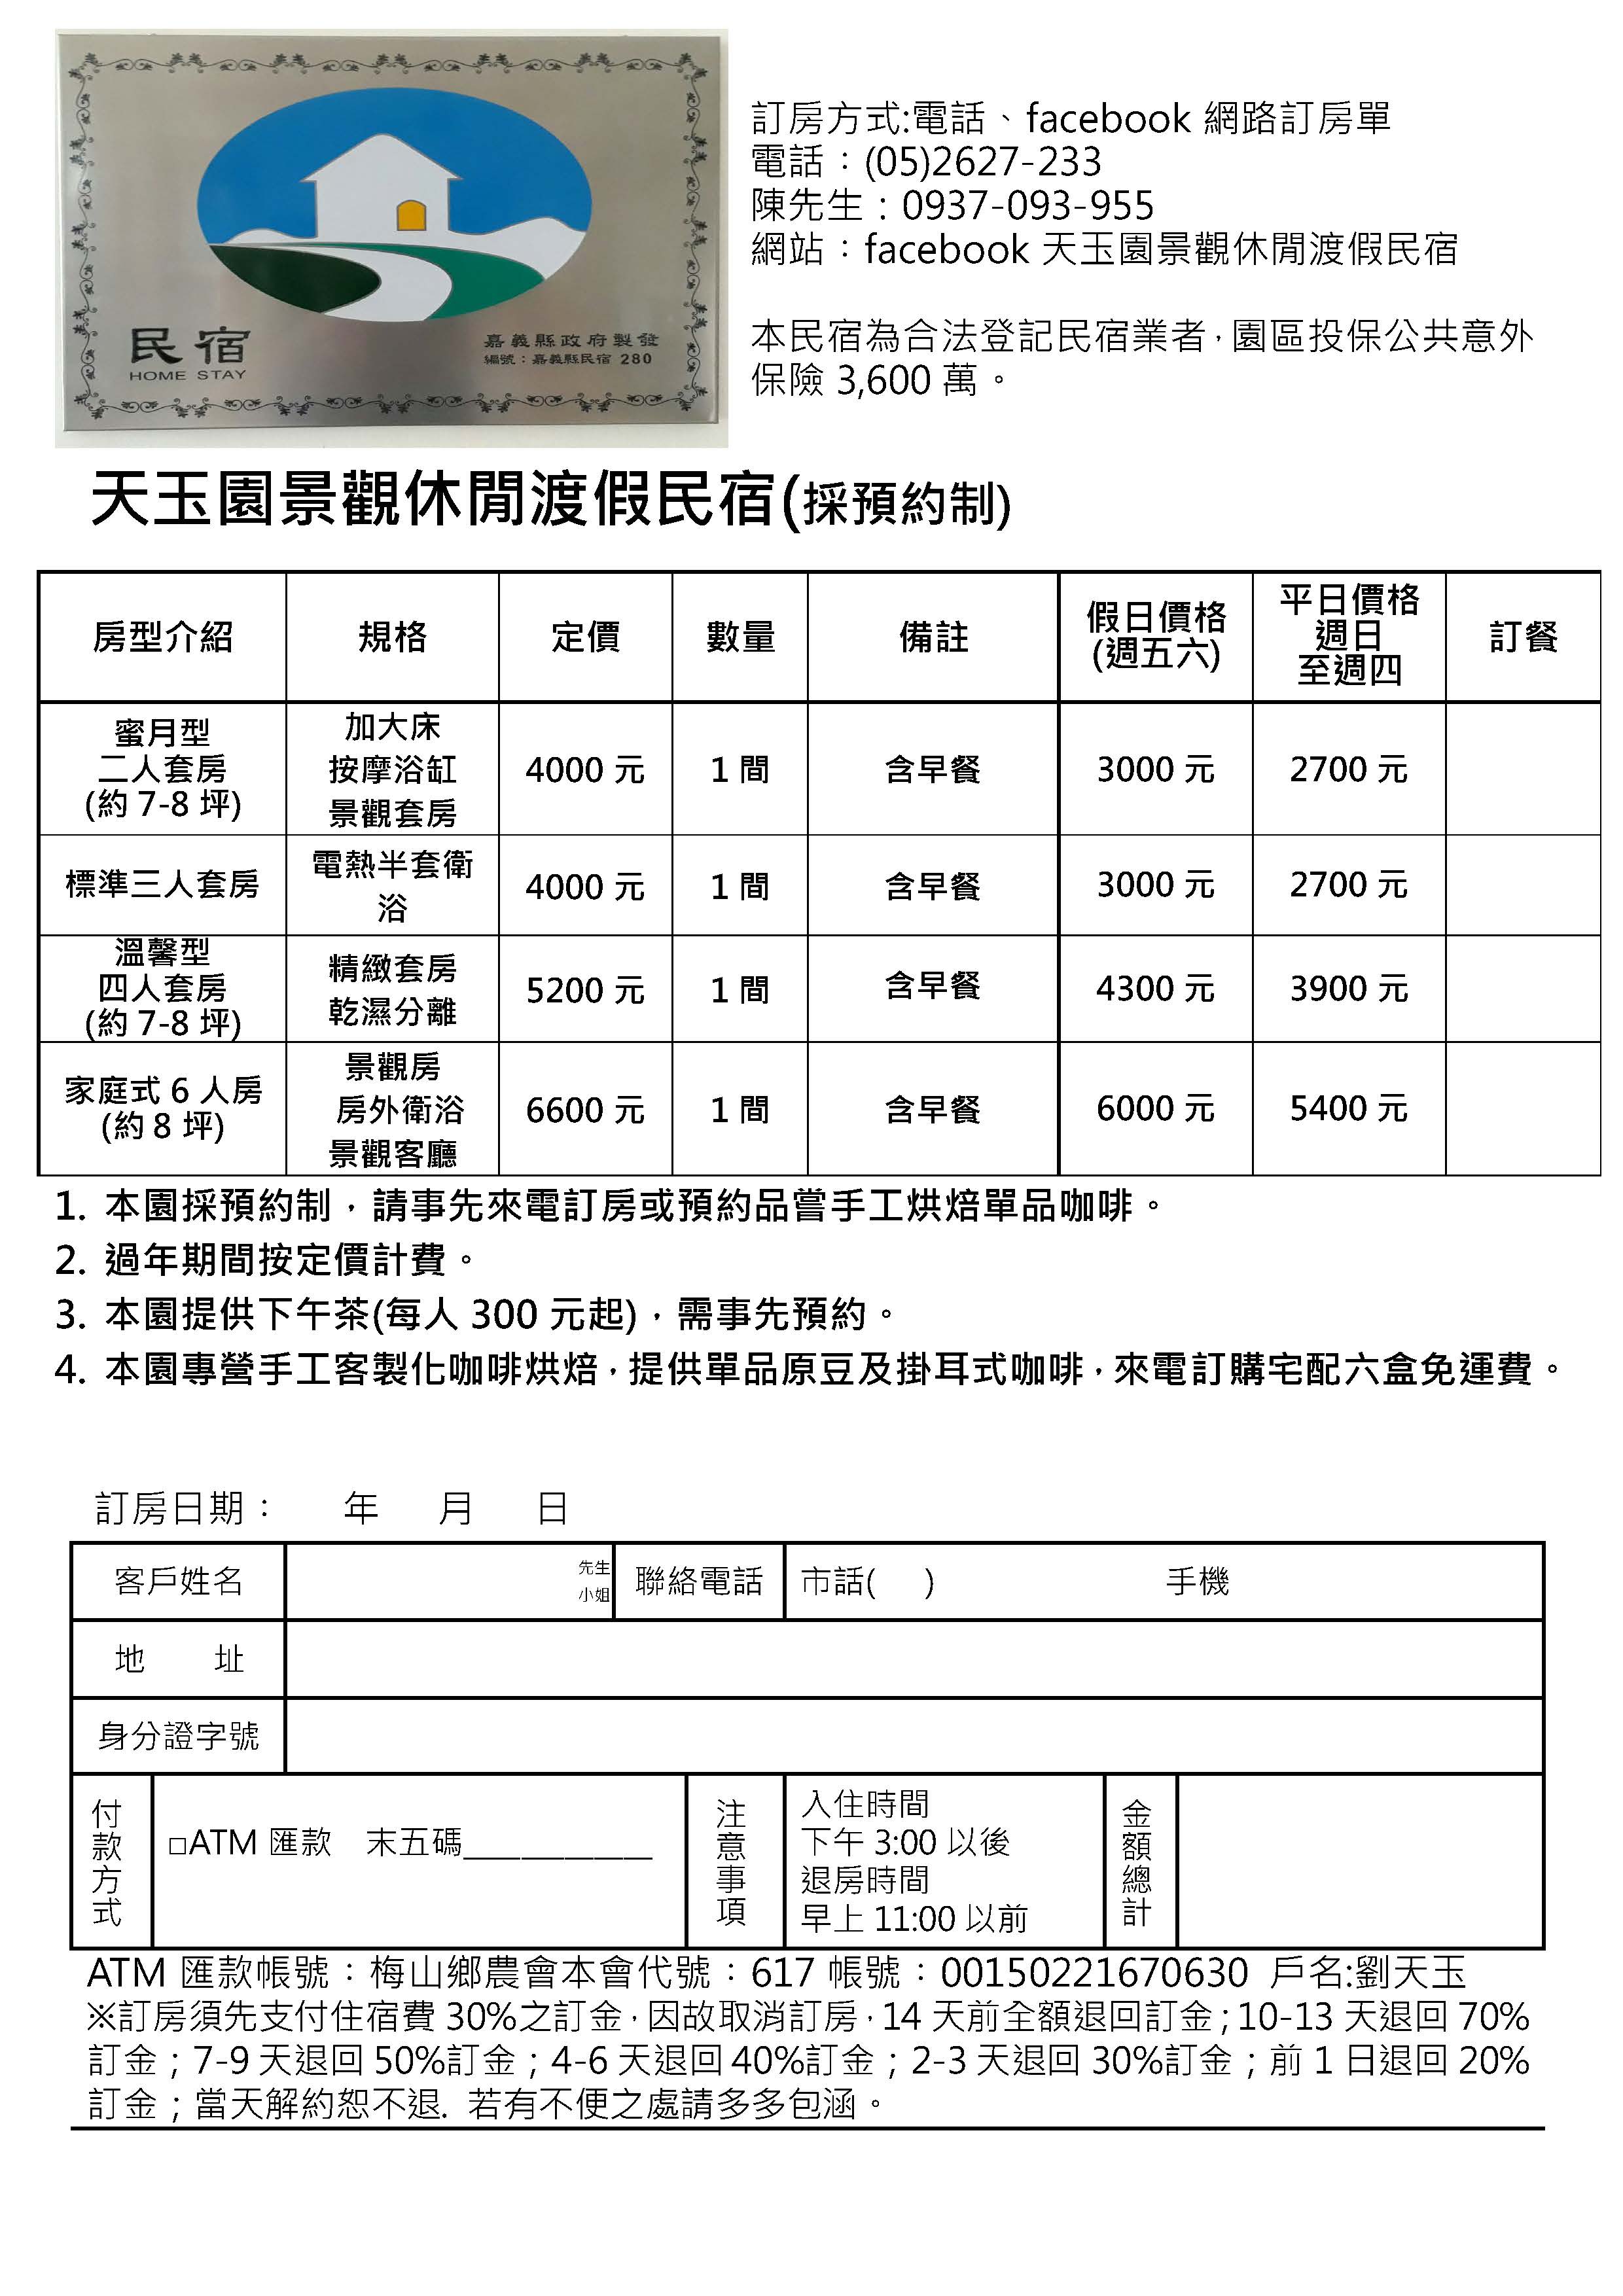 民宿
HOME STAY
嘉義縣政府製發
編號：嘉義縣民宿 280
訂房方式:電話、facebook 網路訂房單
電話：(05)2627-233
陳先生：0937-093-955
網站：facebook 天玉園景觀休閒渡假民宿
本民宿為合法登記民宿業者，園區投保公共意外
保險 3,600 萬。
天玉園景觀休閒渡假民宿(採預約制)
房型介紹 規格 定價 數量 備註 假日價格 (週五六) 平日價格 週日 至週四 訂餐
蜜月型
二人套房
(約 7-8 坪)
加大床
按摩浴缸
景觀套房
4000 元 1 間 含早餐 3000 元 2700 元
標準三人套房
電熱半套衛
浴
4000 元 1 間 含早餐 3000 元 2700 元
溫馨型
四人套房
(約 7-8 坪)
精緻套房
乾濕分離
5200 元 1 間 含早餐 4300 元 3900 元
家庭式 6 人房
(約 8 坪)
景觀房
房外衛浴
景觀客廳
6600 元 1 間 含早餐 6000 元 5400 元
1. 本園採預約制，請事先來電訂房或預約品嘗手工烘焙單品咖啡。
2. 過年期間按定價計費。
3. 本園提供下午茶(每人 300 元起)，需事先預約。
4. 本園專營手工客製化咖啡烘焙，提供單品原豆及掛耳式咖啡，來電訂購宅配六盒免運費。
訂房日期： 年 月 日
客戶姓名 先生
小姐
聯絡電話 市話( ) 手機
地 址
身分證字號
付款方式
□ATM 匯款 末五碼____________
注意事項
入住時間
下午 3:00 以後
退房時間
早上 11:00 以前
金額總計
ATM 匯款帳號：梅山鄉農會本會代號：617 帳號：00150221670630 戶名:劉天玉
※訂房須先支付住宿費 30%之訂金，因故取消訂房，14 天前全額退回訂金；10-13 天退回 70%
訂金；7-9 天退回 50%訂金；4-6 天退回 40%訂金；2-3 天退回 30%訂金；前 1 日退回 20%
訂金；當天解約恕不退. 若有不便之處請多多包涵。